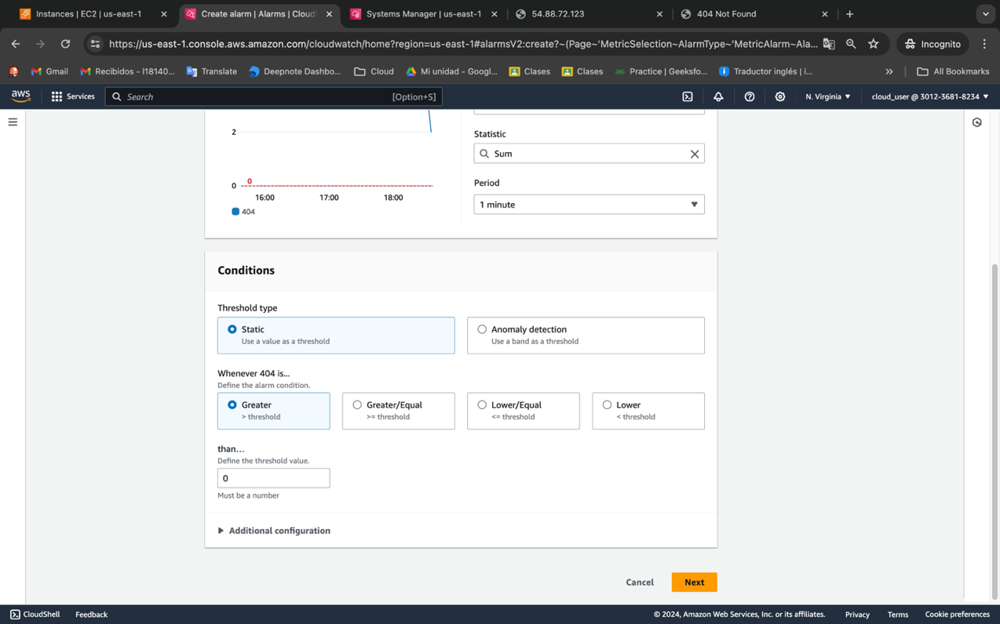 Instances | EC2 | us-east-1
Create alarm | Alarms | Cloud
Systems Manager | us-east-1
54.88.72.123
404 Not Found
https://us-east-1.console.aws.amazon.com/cloudwatch/home?region=us-east-1#alarmsV2:create?~(Page~'MetricSelection~AlarmType~'MetricAlarm~Ala...
Incognito
Gmail
Recibidos - l18140...
Translate
Deepnote Dashbo...
Cloud
Mi unidad - Googl...
Clases
Clases
Practice | Geeksfo...
Traductor inglés | i...
All Bookmarks
aws
Services
Search
[Option+S]
N. Virginia
cloud_user @ 3012-3681-8234
2
0
0
16:00
17:00
18:00
404
Statistic
Sum
Period
1 minute
Conditions
Threshold type
Static
Use a value as a threshold
Anomaly detection
Use a band as a threshold
Whenever 404 is...
Define the alarm condition.
Greater
> threshold
Greater/Equal
>= threshold
Lower/Equal
<= threshold
Lower
< threshold
than...
Define the threshold value.
0
Must be a number
Additional configuration
Cancel
Next
CloudShell
Feedback
© 2024, Amazon Web Services, Inc. or its affiliates.
Privacy
Terms
Cookie preferences